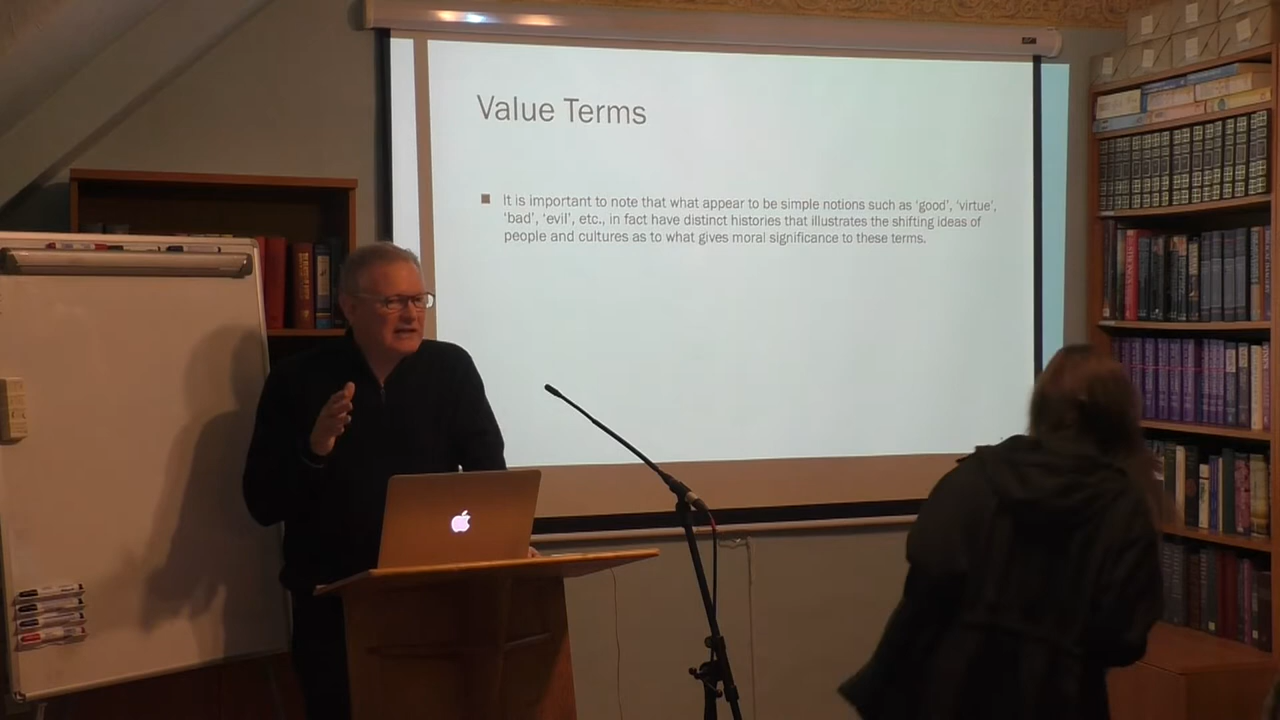 Value Terms
It is important to note that what appear to be simple notions such as ‘good’, ‘virtue’,
‘bad’, ‘evil’, etc., in fact have distinct histories that illustrates the shifting ideas of
people and cultures as to what gives moral significance to these terms.